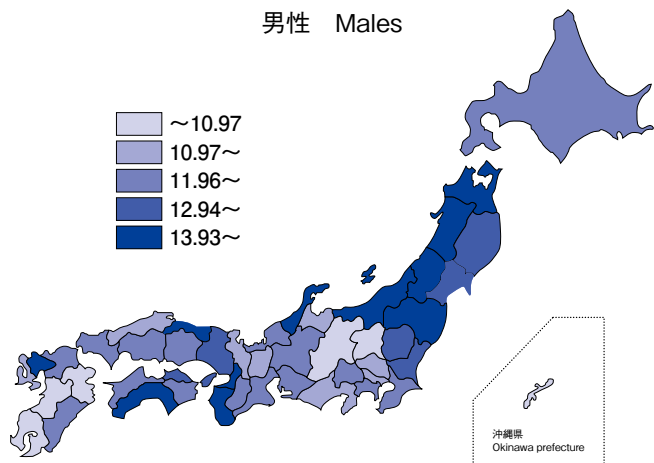 男性　Males
～10.97
10.97～
11.96～
12.94～
13.93～
沖縄県
Okinawa prefecture